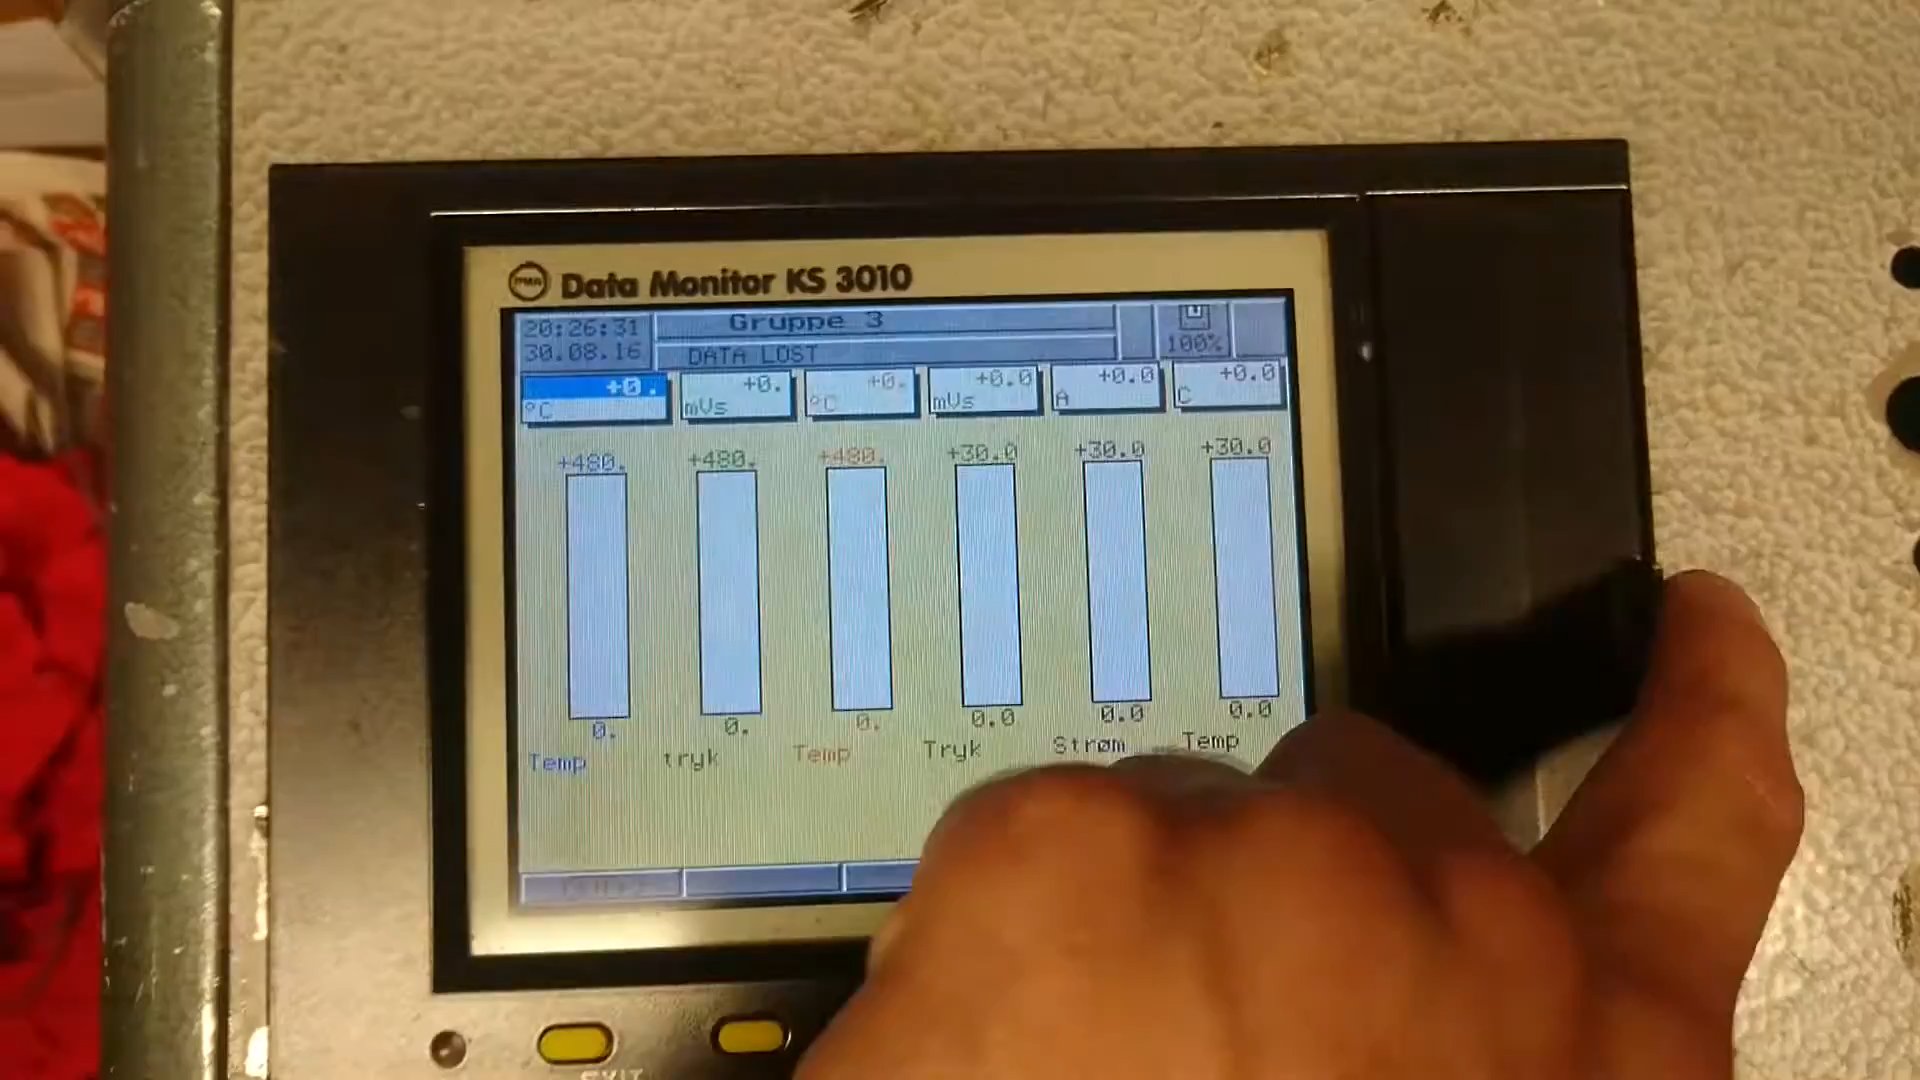 PMA Data Monitor KS 3010
20:26:31 Gruppe 3
30.08.16 DATA LOST 100%
+0. +0. +0. +0.0 +0.0 +0.0
°C mVs °C mVs A C
+480. +480. +480. +30.0 +30.0 +30.0
0. 0. 0. 0.0 0.0 0.0
Temp tryk Temp Tryk Strøm Temp
EXIT